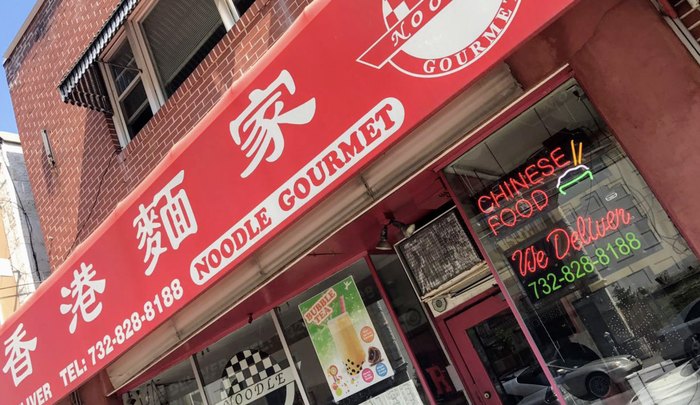 香港麵家
NOODLE GOURMET
TEL: 732-828-8188
GOURMET
CHINESE
FOOD
We Deliver
732-828-8188
BUBBLE
TEA
NOODLE